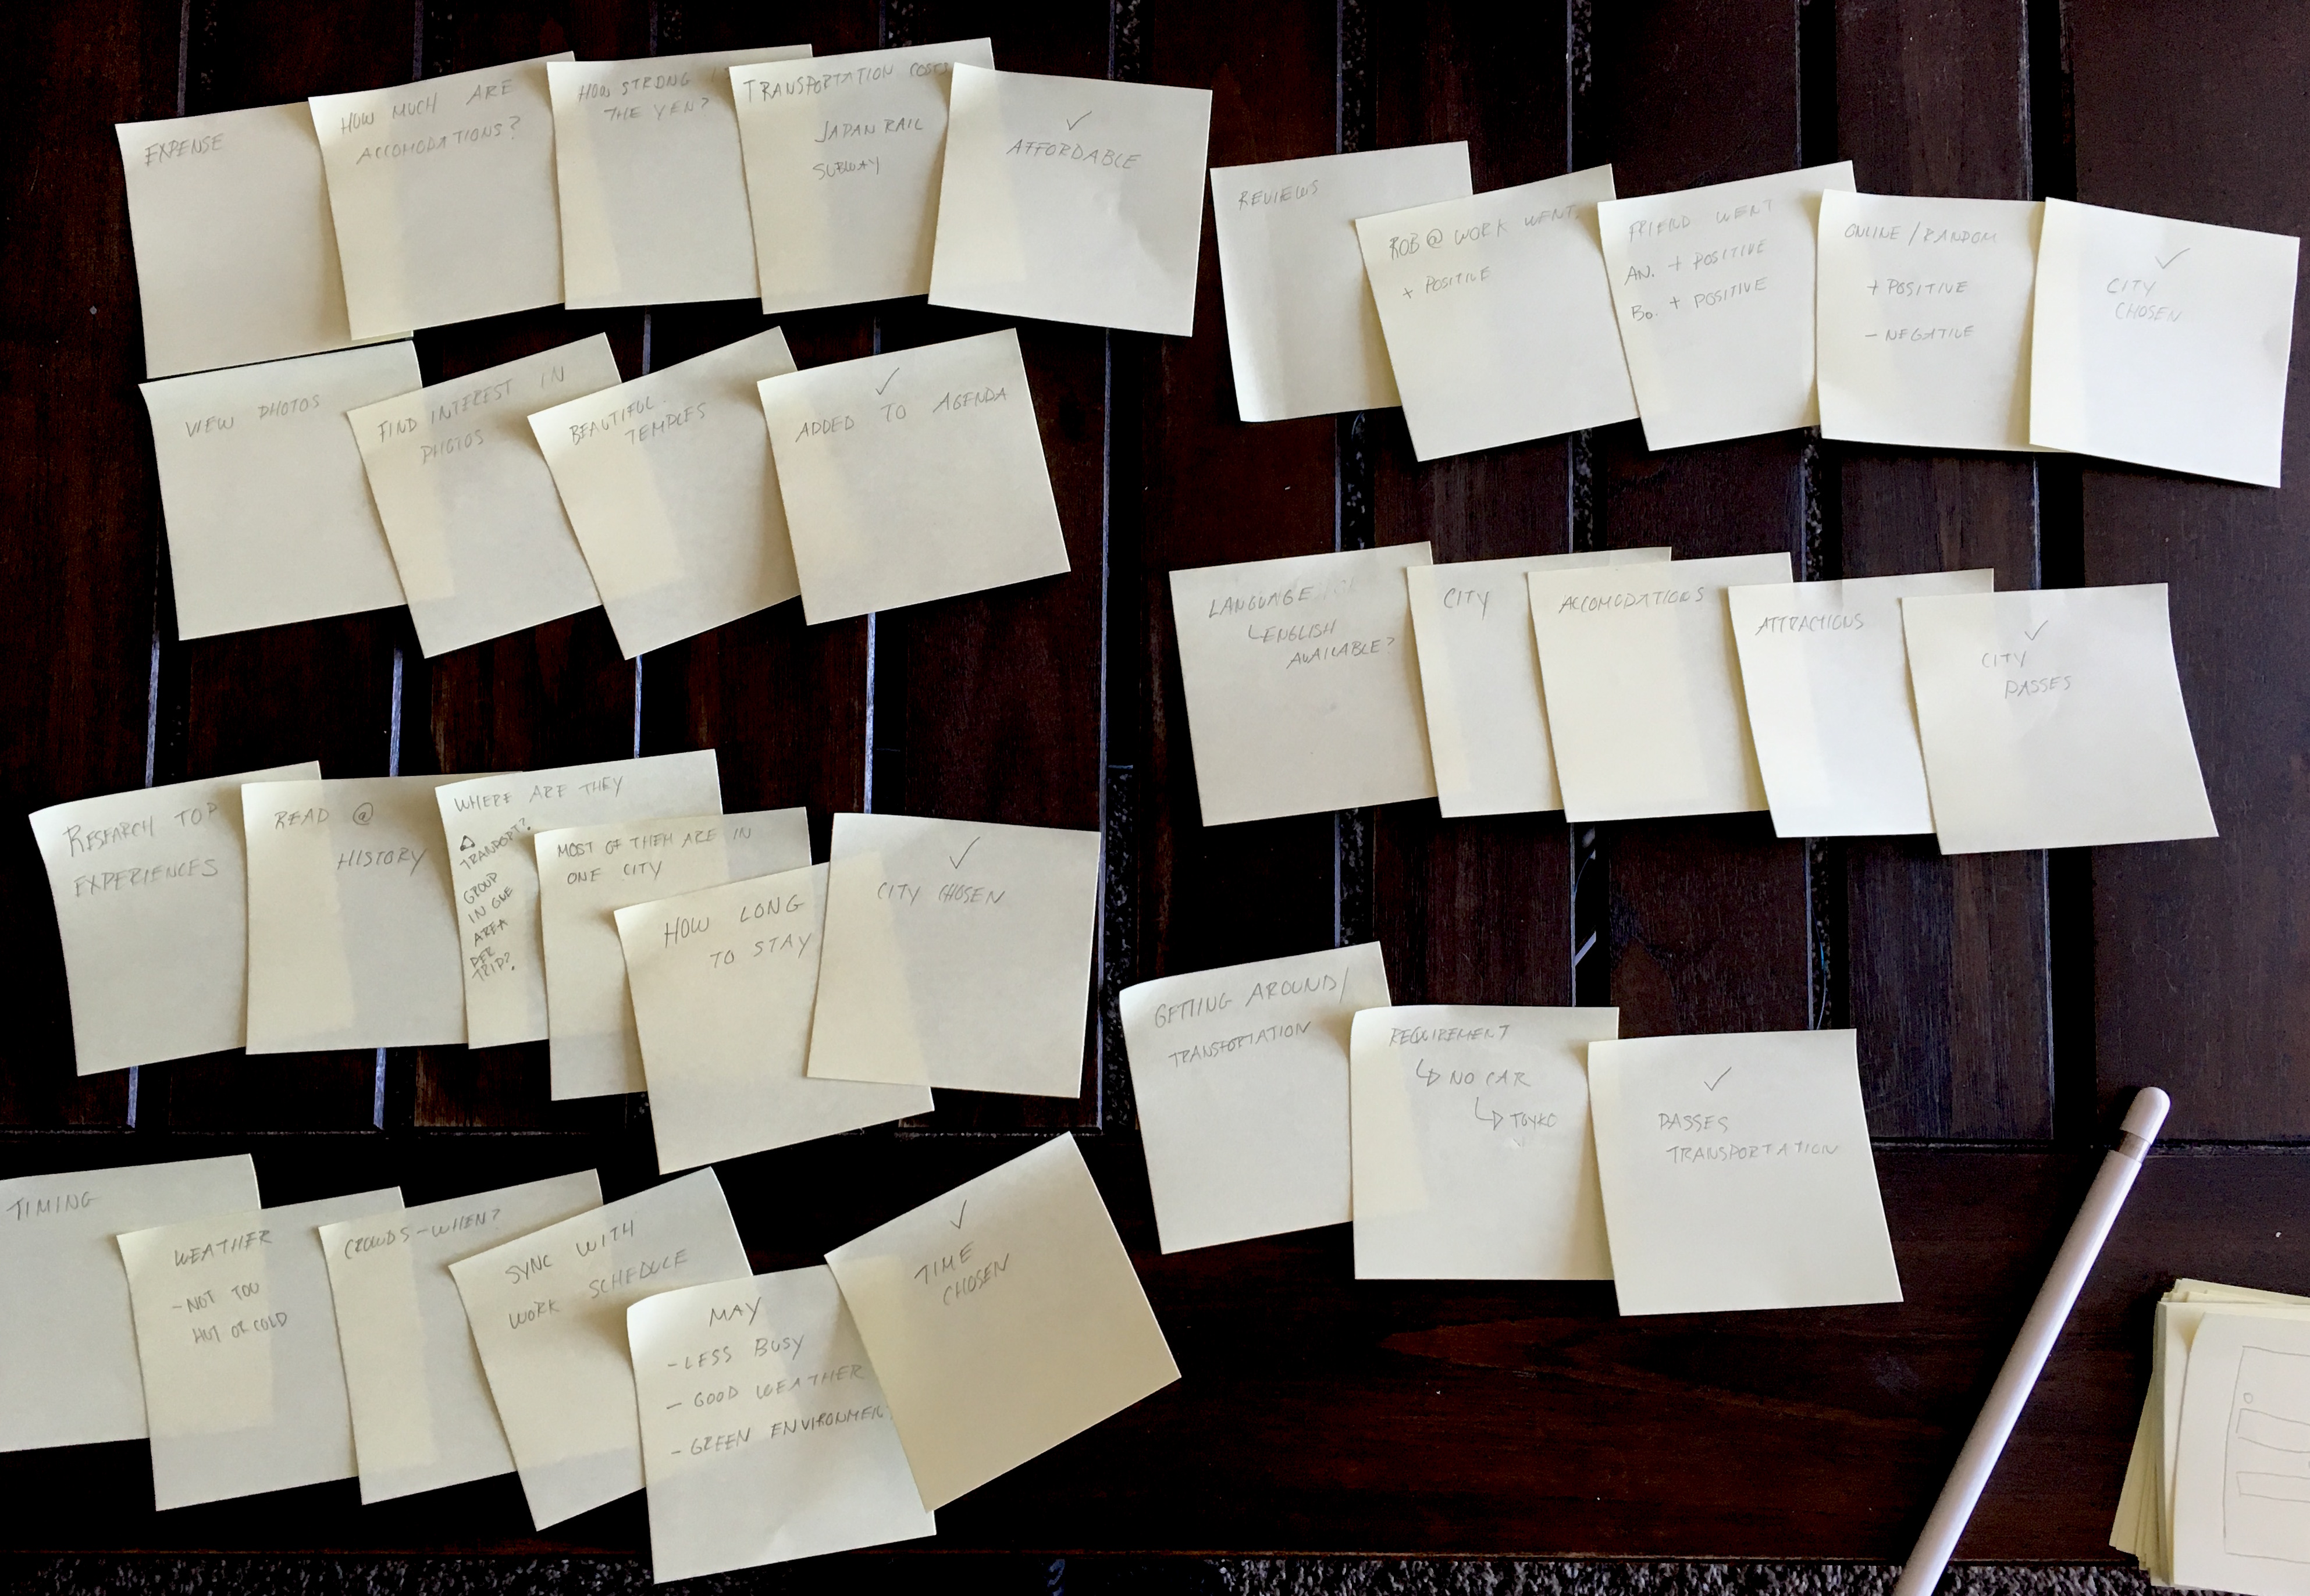 EXPENSE
HOW MUCH ARE
ACCOMODATIONS?
HOW STRONG IS
THE YEN?
TRANSPORTATION COSTS
JAPAN RAIL
SUBWAY
✓
AFFORDABLE
REVIEWS
ROB @ WORK WENT
+ POSITIVE
FRIEND WENT
AN. + POSITIVE
BO. + POSITIVE
ONLINE / RANDOM
+ POSITIVE
- NEGATIVE
✓
CITY
CHOSEN
VIEW PHOTOS
FIND INTEREST IN
PHOTOS
BEAUTIFUL
TEMPLES
✓
ADDED TO AGENDA
LANGUAGE
↳ ENGLISH
AVAILABLE?
CITY
ACCOMODATIONS
ATTRACTIONS
✓
CITY
PASSES
RESEARCH TOP
EXPERIENCES
READ @
HISTORY
WHERE ARE THEY
TRANPORT?
GROUP
IN ONE
AREA
PER
TRIP?
MOST OF THEM ARE IN
ONE CITY
HOW LONG
TO STAY
✓
CITY CHOSEN
GETTING AROUND/
TRANSPORTATION
REQUIREMENT
↳ NO CAR
↳ TOYKO
✓
PASSES
TRANSPORTATION
TIMING
WEATHER
- NOT TOO
HOT OR COLD
CROWDS - WHEN?
SYNC WITH
WORK SCHEDULE
MAY
- LESS BUSY
- GOOD WEATHER
- GREEN ENVIRONMEN
✓
TIME
CHOSEN